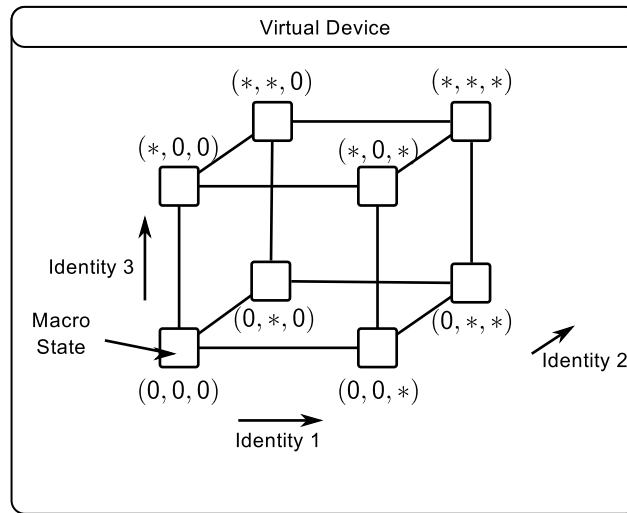 Virtual Device
(∗, ∗, 0)
(∗, ∗, ∗)
(∗, 0, 0)
(∗, 0, ∗)
Identity 3
(0, ∗, 0)
(0, ∗, ∗)
Macro
State
Identity 2
(0, 0, 0)
(0, 0, ∗)
Identity 1